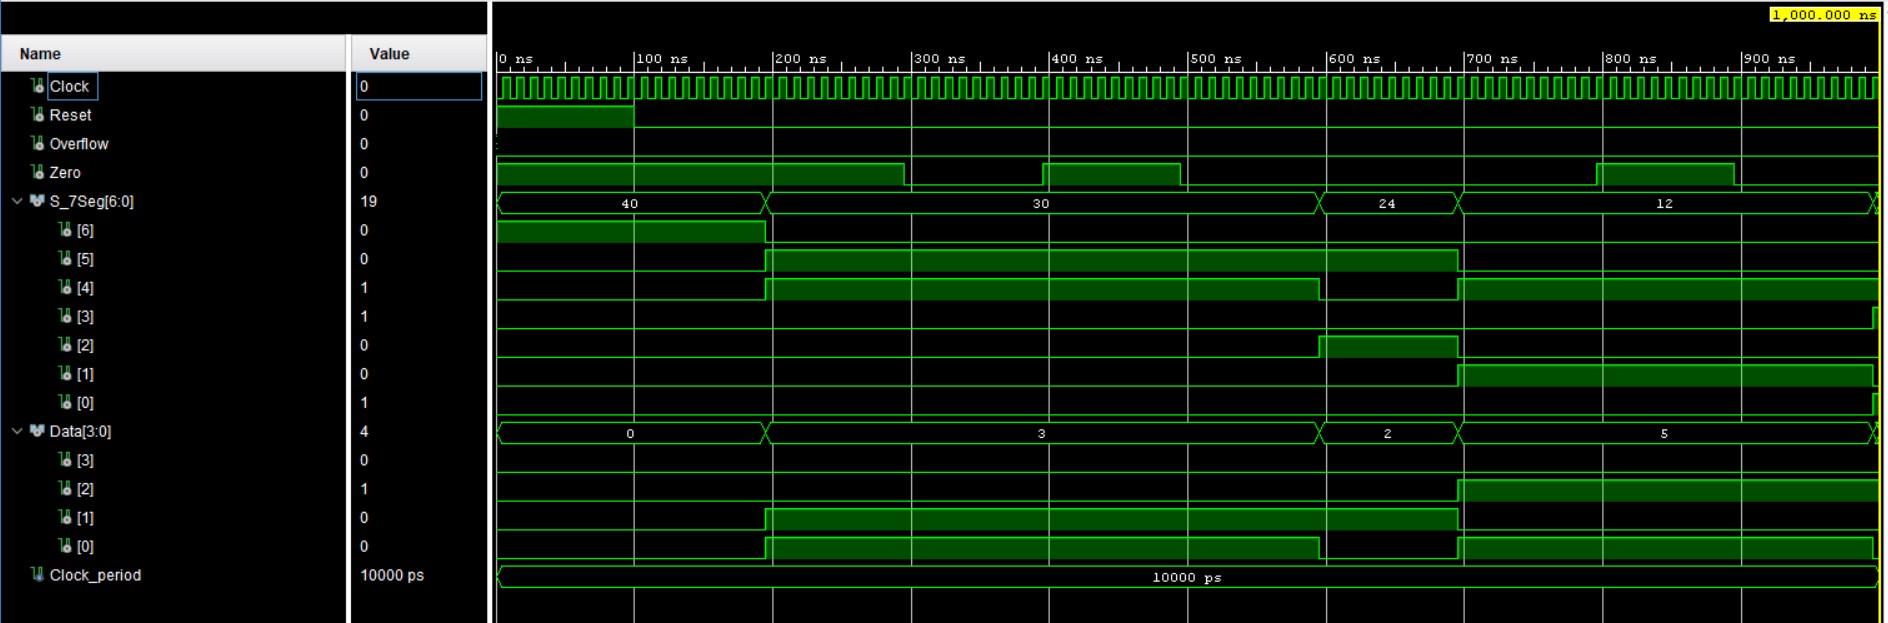 1,000.000 ns
Name Value
0 ns 100 ns 200 ns 300 ns 400 ns 500 ns 600 ns 700 ns 800 ns 900 ns
Clock 0
Reset 0
Overflow 0
Zero 0
S_7Seg[6:0] 19 40 30 24 12
[6] 0
[5] 0
[4] 1
[3] 1
[2] 0
[1] 0
[0] 1
Data[3:0] 4 0 3 2 5
[3] 0
[2] 1
[1] 0
[0] 0
Clock_period 10000 ps 10000 ps